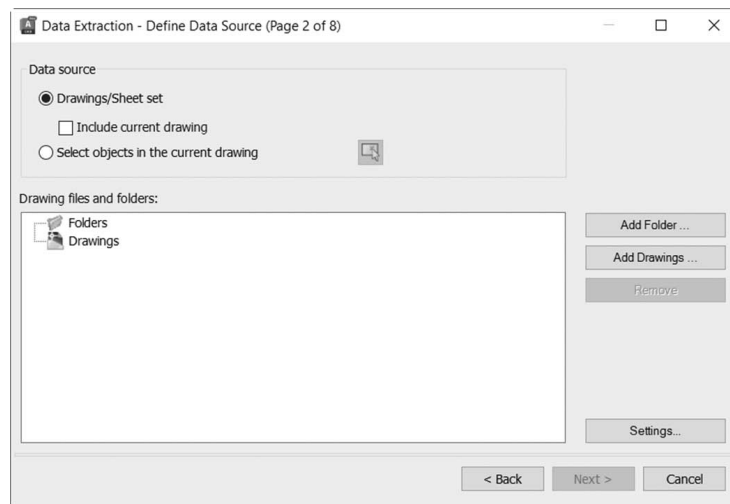 Data Extraction - Define Data Source (Page 2 of 8)
Data source
Drawings/Sheet set
Include current drawing
Select objects in the current drawing
Drawing files and folders:
Folders
Drawings
Add Folder ...
Add Drawings ...
Remove
Settings...
< Back
Next >
Cancel